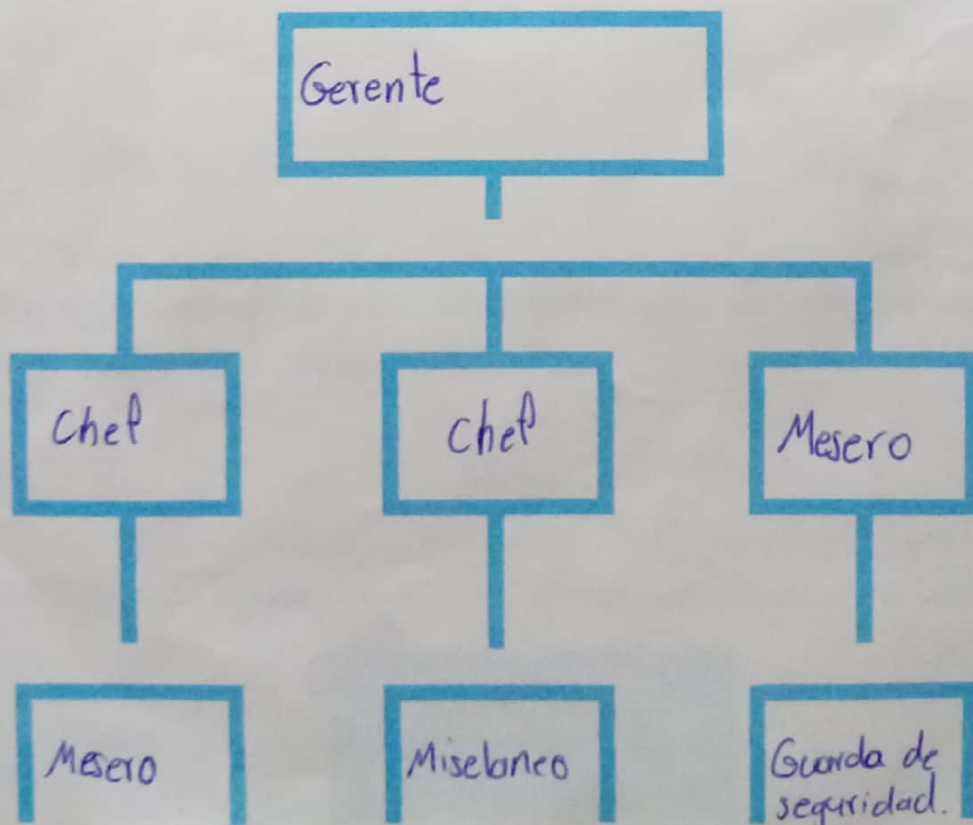 Gerente
Chef
Chef
Mesero
Mesero
Miselaneo
Guarda de
seguridad.